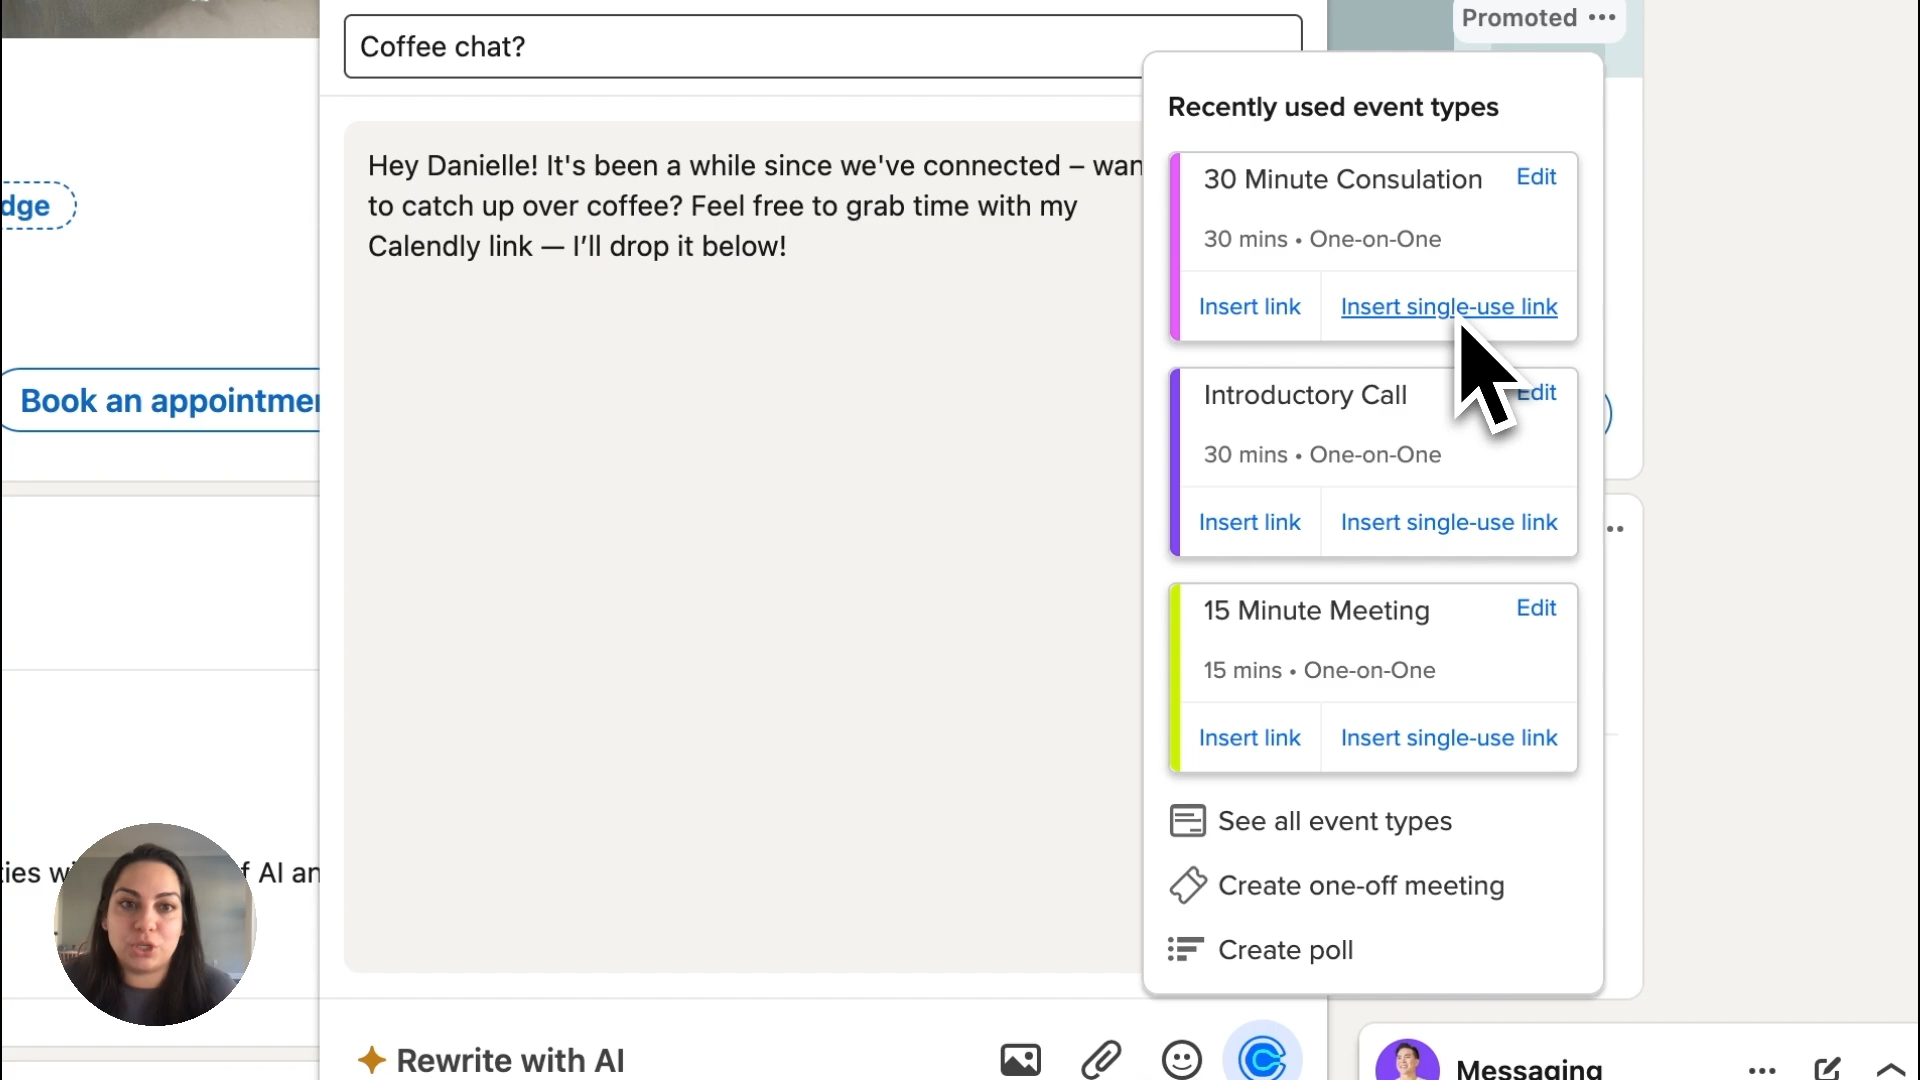 Promoted
Coffee chat?
Recently used event types
Hey Danielle! It's been a while since we've connected – wan
to catch up over coffee? Feel free to grab time with my
Calendly link — I’ll drop it below!
30 Minute Consulation
Edit
30 mins • One-on-One
Insert link
Insert single-use link
dge
Book an appointmen
Introductory Call
Edit
30 mins • One-on-One
Insert link
Insert single-use link
15 Minute Meeting
Edit
15 mins • One-on-One
Insert link
Insert single-use link
See all event types
Create one-off meeting
Create poll
ties w
f AI an
Rewrite with AI
Messaging